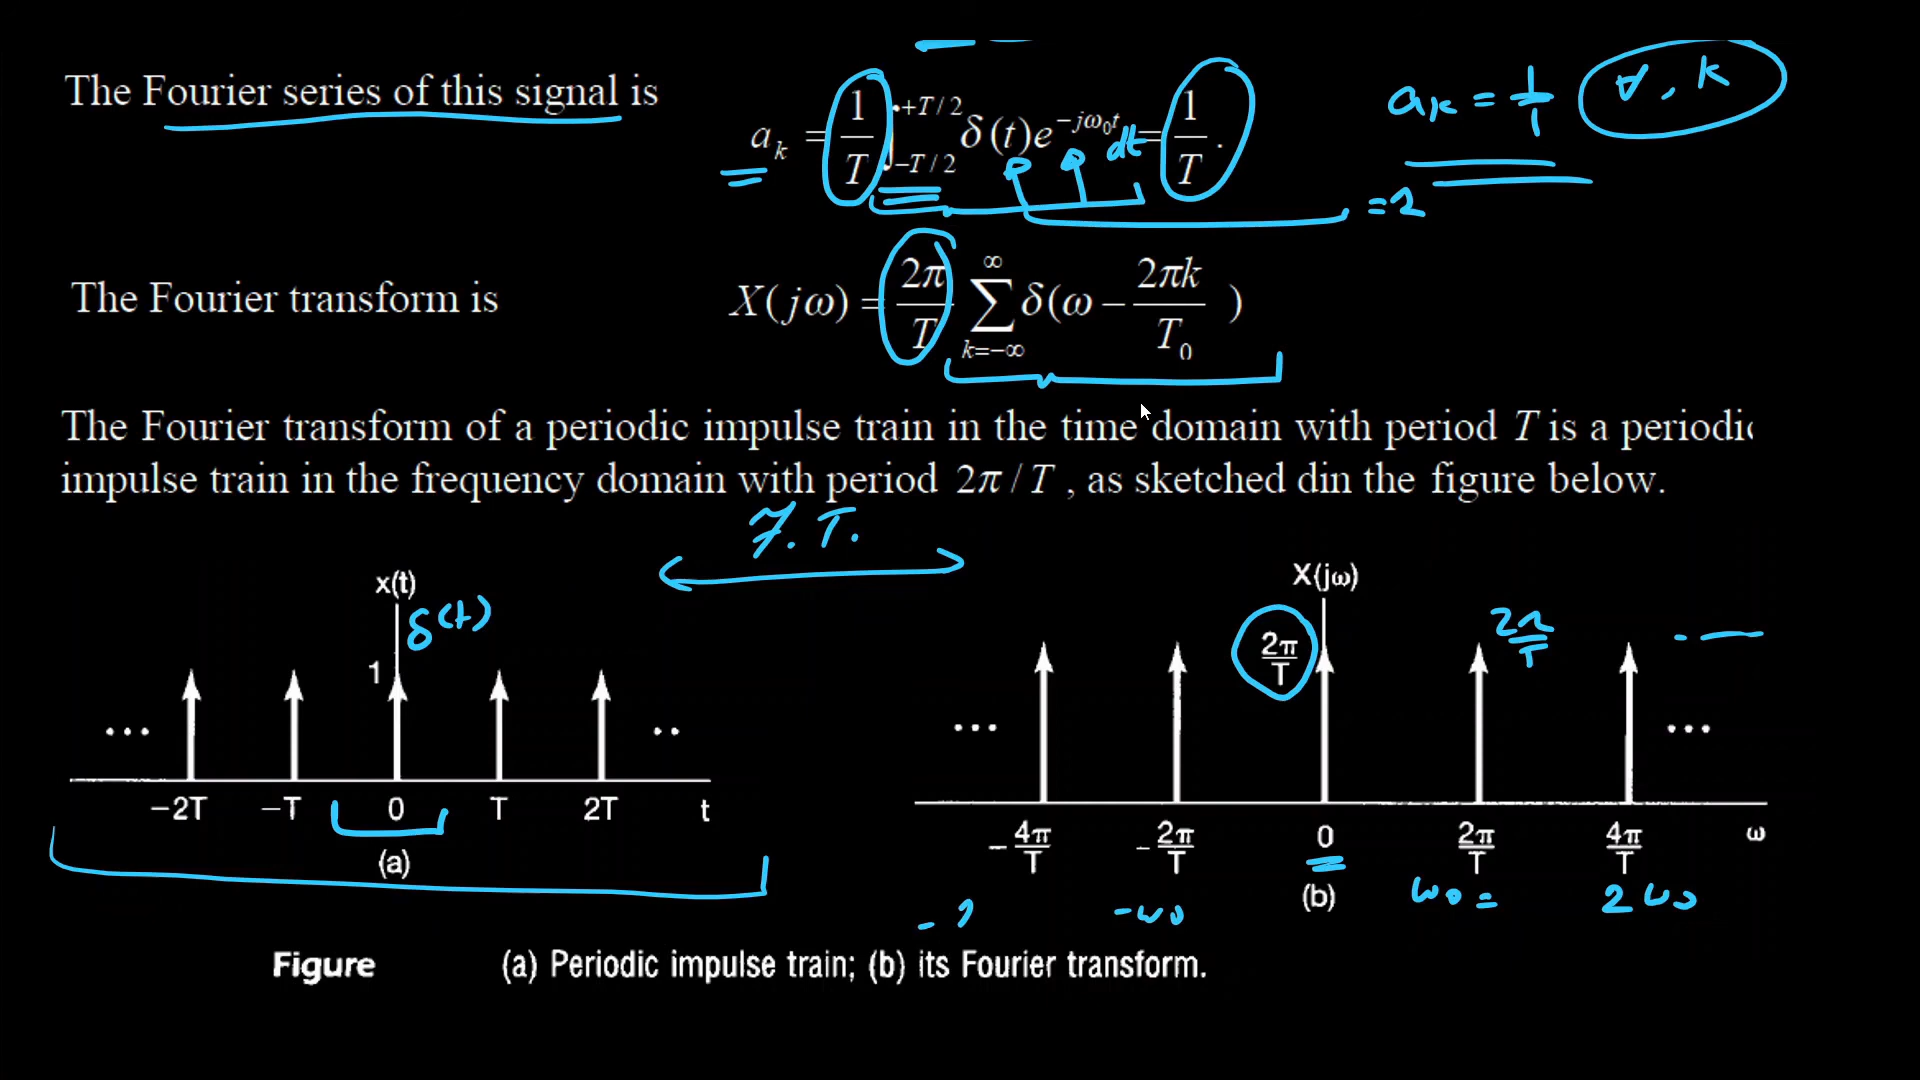 The Fourier series of this signal is
a_k = 1/T ∫_{-T/2}^{+T/2} δ(t)e^{-jω₀t} dt = 1/T .
a_k = 1/T ∀, k
= 1
The Fourier transform is
X(jω) = 2π/T Σ_{k=-∞}^{∞} δ(ω − 2πk/T₀ )
The Fourier transform of a periodic impulse train in the time domain with period T is a periodic
impulse train in the frequency domain with period 2π / T , as sketched din the figure below.
F. T.
x(t)
δ(t)
1
... ..
−2T −T 0 T 2T t
(a)
X(jω)
2π/T 2π/T
... ...
−4π/T −2π/T 0 2π/T 4π/T ω
−ω₀ (b) ω₀ = 2ω₀
Figure (a) Periodic impulse train; (b) its Fourier transform.